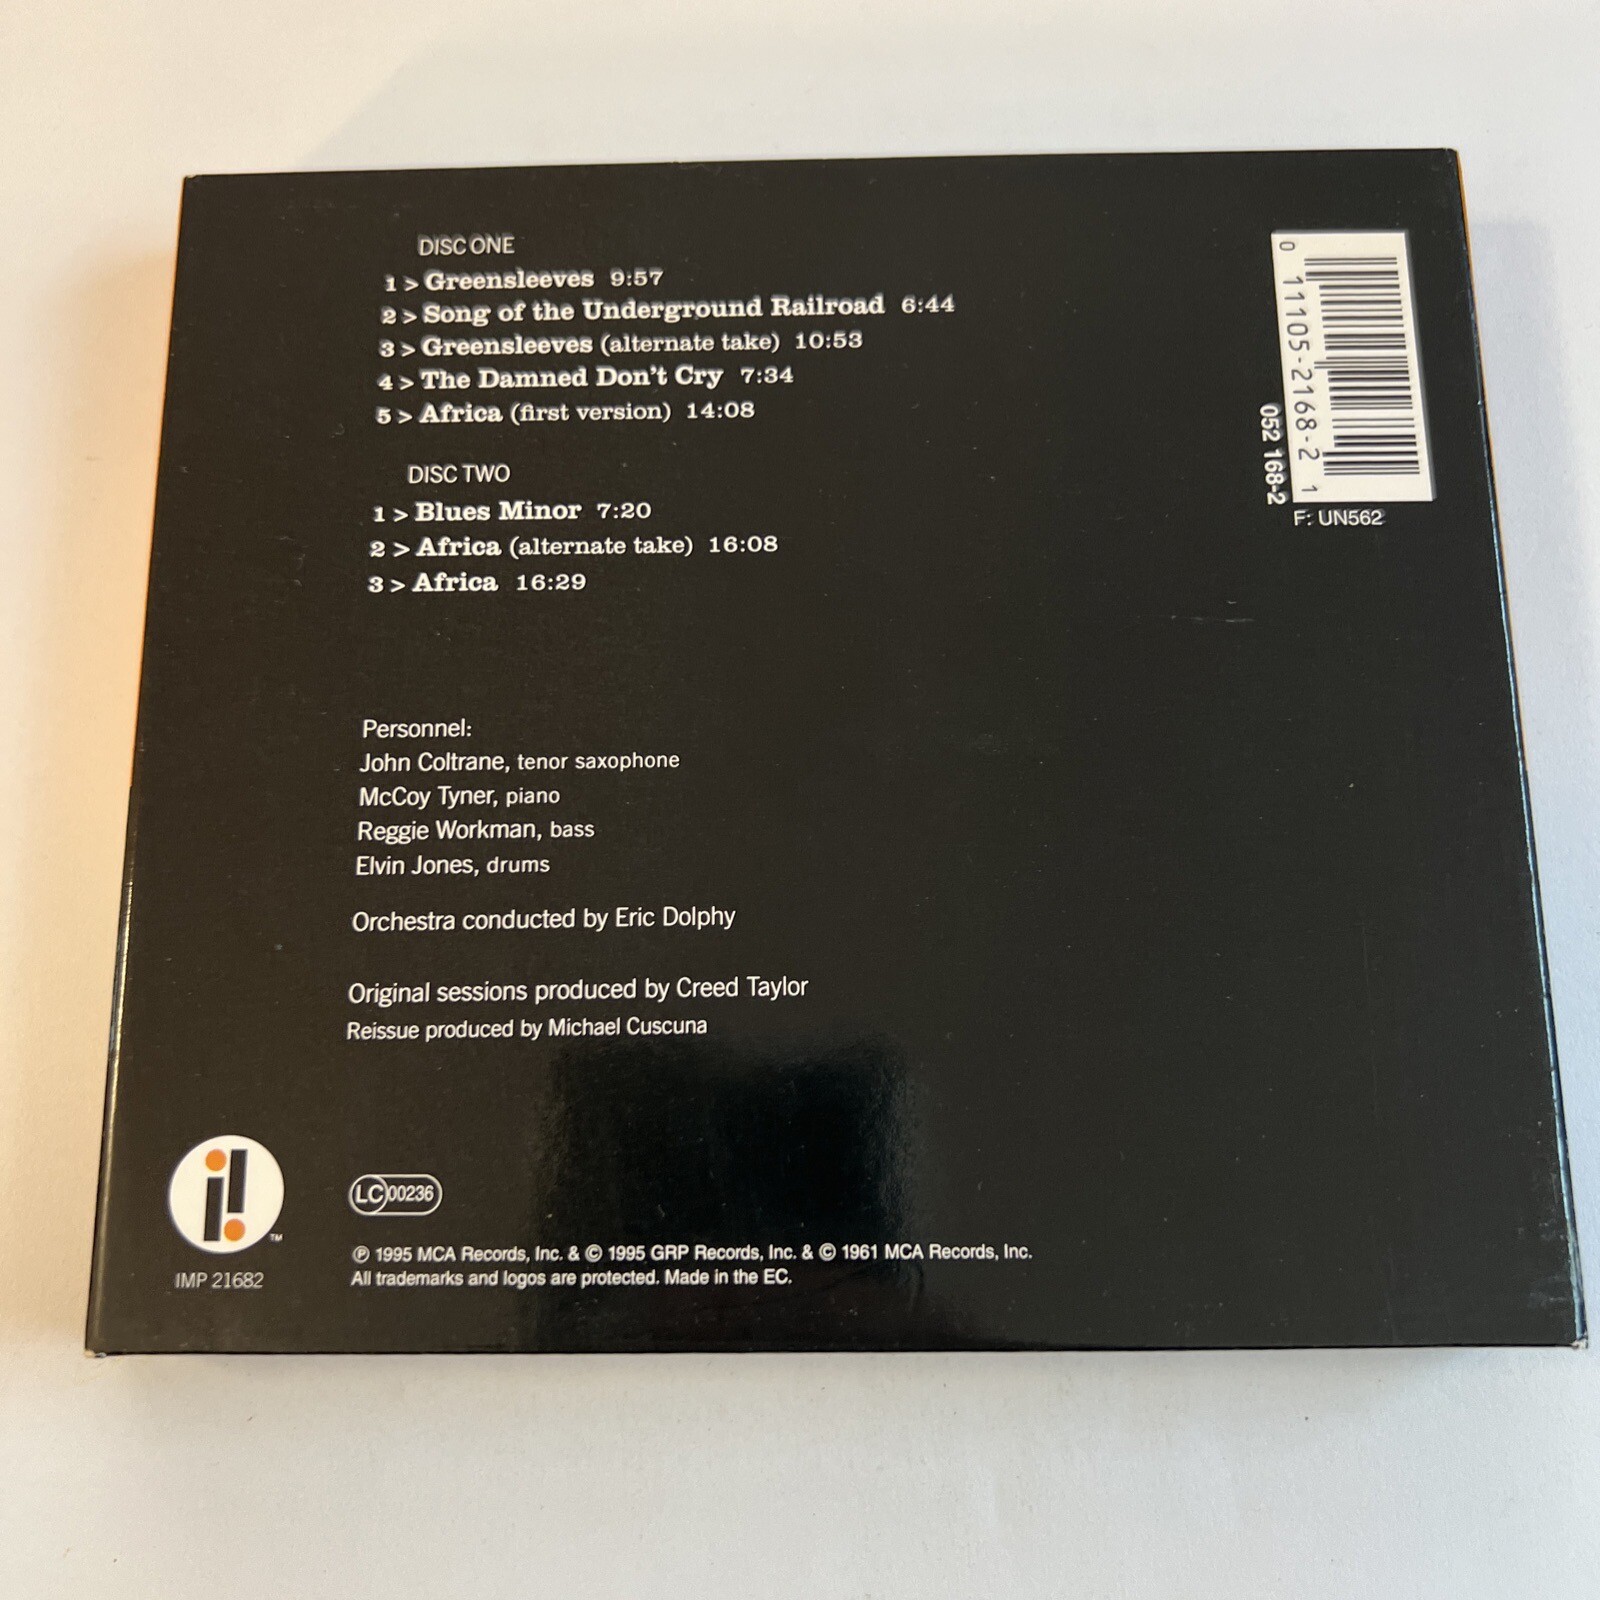 DISC ONE
1 > Greensleeves 9:57
2 > Song of the Underground Railroad 6:44
3 > Greensleeves (alternate take) 10:53
4 > The Damned Don't Cry 7:34
5 > Africa (first version) 14:08
DISC TWO
1 > Blues Minor 7:20
2 > Africa (alternate take) 16:08
3 > Africa 16:29
Personnel:
John Coltrane, tenor saxophone
McCoy Tyner, piano
Reggie Workman, bass
Elvin Jones, drums
Orchestra conducted by Eric Dolphy
Original sessions produced by Creed Taylor
Reissue produced by Michael Cuscuna
0 11105-2168-2 1
052 168-2
F: UN562
i! ™
IMP 21682
LC 00236
℗ 1995 MCA Records, Inc. & © 1995 GRP Records, Inc. & © 1961 MCA Records, Inc.
All trademarks and logos are protected. Made in the EC.